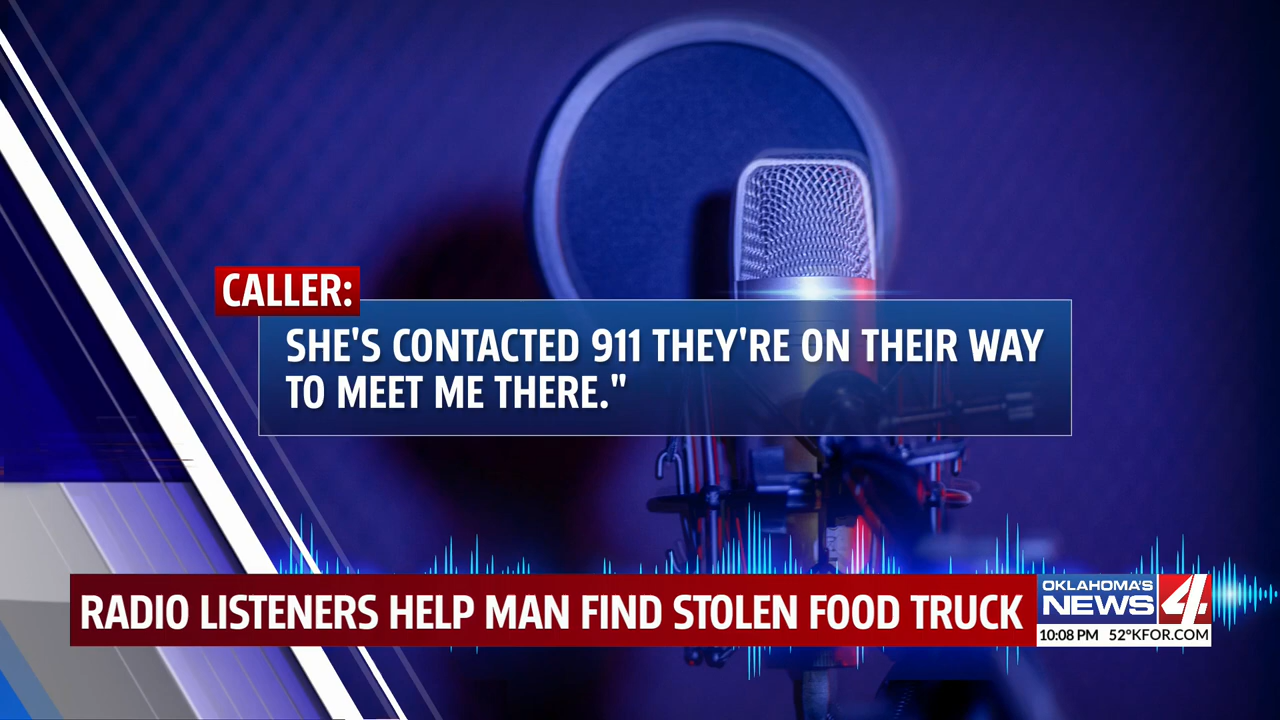 CALLER:
SHE'S CONTACTED 911 THEY'RE ON THEIR WAY
TO MEET ME THERE."
RADIO LISTENERS HELP MAN FIND STOLEN FOOD TRUCK
OKLAHOMA'S
NEWS 4
10:08 PM 52° KFOR.COM